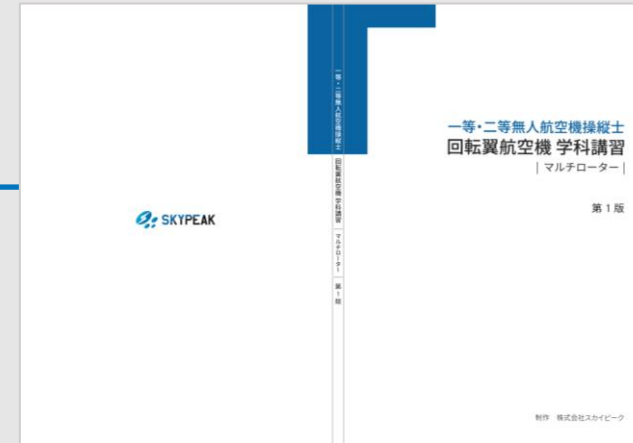 一等・二等無人航空機操縦士
回転翼航空機 学科講習
| マルチローター |
第1版
制作 株式会社スカイピーク
一等・二等無人航空機操縦士 回転翼航空機 学科講習 マルチローター 第1版
SKYPEAK